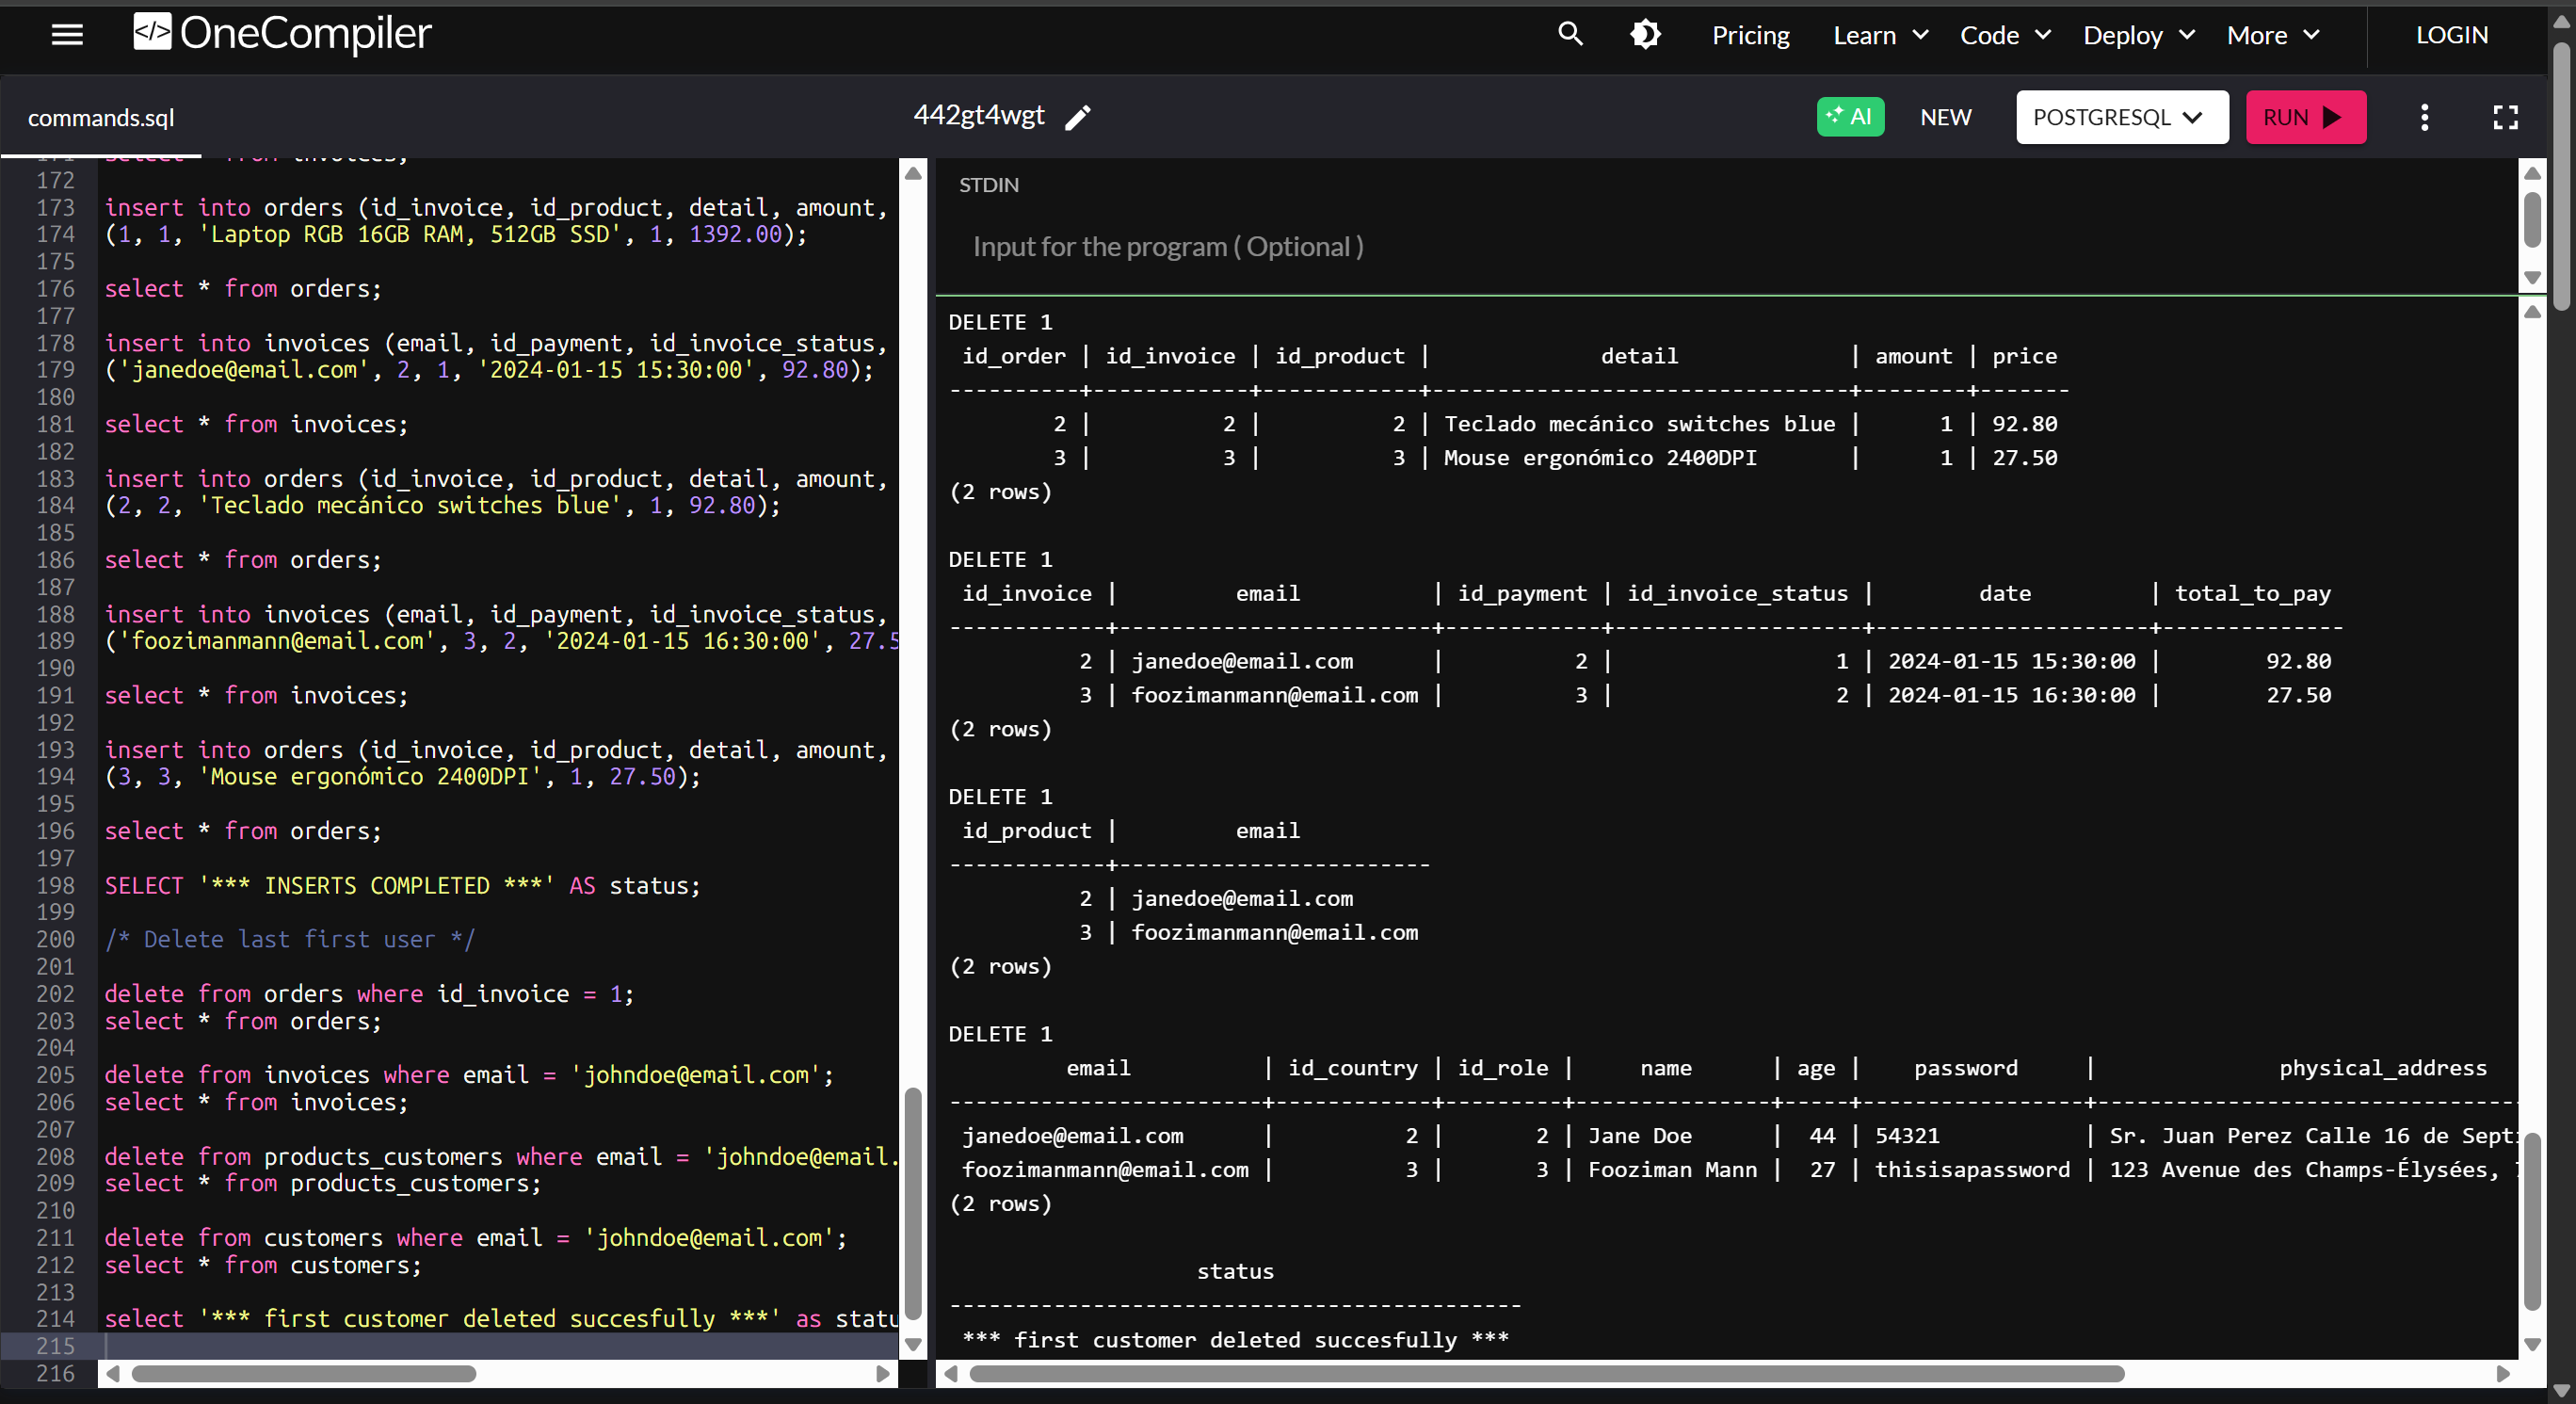 </> OneCompiler
Pricing Learn Code Deploy More LOGIN
commands.sql
442gt4wgt
AI NEW POSTGRESQL RUN
STDIN
Input for the program ( Optional )
171 select * from invoices;
172
173 insert into orders (id_invoice, id_product, detail, amount,
174 (1, 1, 'Laptop RGB 16GB RAM, 512GB SSD', 1, 1392.00);
175
176 select * from orders;
177
178 insert into invoices (email, id_payment, id_invoice_status,
179 ('janedoe@email.com', 2, 1, '2024-01-15 15:30:00', 92.80);
180
181 select * from invoices;
182
183 insert into orders (id_invoice, id_product, detail, amount,
184 (2, 2, 'Teclado mecánico switches blue', 1, 92.80);
185
186 select * from orders;
187
188 insert into invoices (email, id_payment, id_invoice_status,
189 ('foozimanmann@email.com', 3, 2, '2024-01-15 16:30:00', 27.5
190
191 select * from invoices;
192
193 insert into orders (id_invoice, id_product, detail, amount,
194 (3, 3, 'Mouse ergonómico 2400DPI', 1, 27.50);
195
196 select * from orders;
197
198 SELECT '*** INSERTS COMPLETED ***' AS status;
199
200 /* Delete last first user */
201
202 delete from orders where id_invoice = 1;
203 select * from orders;
204
205 delete from invoices where email = 'johndoe@email.com';
206 select * from invoices;
207
208 delete from products_customers where email = 'johndoe@email.
209 select * from products_customers;
210
211 delete from customers where email = 'johndoe@email.com';
212 select * from customers;
213
214 select '*** first customer deleted succesfully ***' as statu
215
216
DELETE 1
id_order | id_invoice | id_product | detail | amount | price
----------+------------+------------+--------------------------------+--------+-------
2 | 2 | 2 | Teclado mecánico switches blue | 1 | 92.80
3 | 3 | 3 | Mouse ergonómico 2400DPI | 1 | 27.50
(2 rows)
DELETE 1
id_invoice | email | id_payment | id_invoice_status | date | total_to_pay
------------+------------------------+------------+-------------------+---------------------+--------------
2 | janedoe@email.com | 2 | 1 | 2024-01-15 15:30:00 | 92.80
3 | foozimanmann@email.com | 3 | 2 | 2024-01-15 16:30:00 | 27.50
(2 rows)
DELETE 1
id_product | email
------------+------------------------
2 | janedoe@email.com
3 | foozimanmann@email.com
(2 rows)
DELETE 1
email | id_country | id_role | name | age | password | physical_address
------------------------+------------+---------+---------------+-----+----------------+---------------------------------
janedoe@email.com | 2 | 2 | Jane Doe | 44 | 54321 | Sr. Juan Perez Calle 16 de Septi
foozimanmann@email.com | 3 | 3 | Fooziman Mann | 27 | thisisapassword | 123 Avenue des Champs-Élysées,
(2 rows)
status
--------------------------------------------
*** first customer deleted succesfully ***